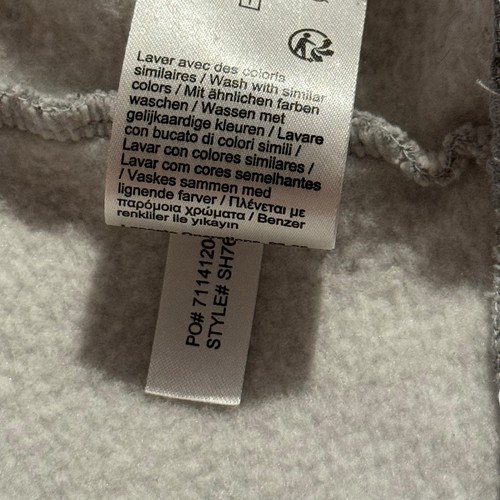 Laver avec des coloris
similaires / Wash with similar
colors / Mit ähnlichen farben
waschen / Wassen met
gelijkaardige kleuren / Lavare
con bucato di colori simili /
Lavar con colores similares /
Lavar com cores semelhantes
/ Vaskes sammen med
lignende farver / Πλένεται με
παρόμοια χρώματα / Benzer
renkliler ile yıkayın
PO# 7114120
STYLE# SH76